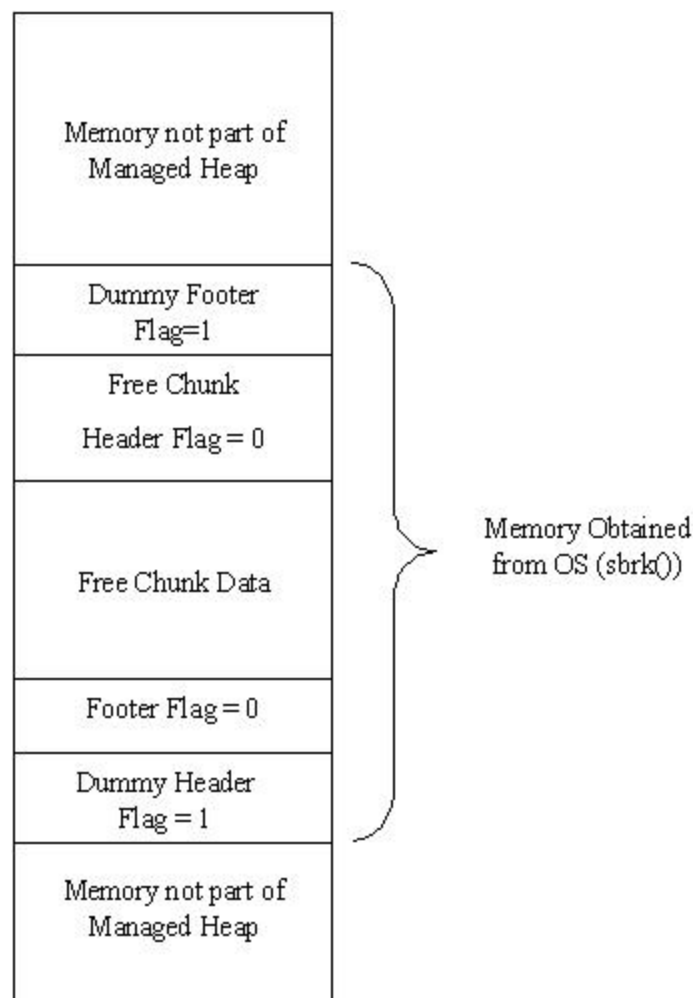 Memory not part of
Managed Heap
Dummy Footer
Flag=1
Free Chunk
Header Flag = 0
Free Chunk Data
Footer Flag = 0
Dummy Header
Flag = 1
Memory not part of
Managed Heap
Memory Obtained
from OS (sbrk())